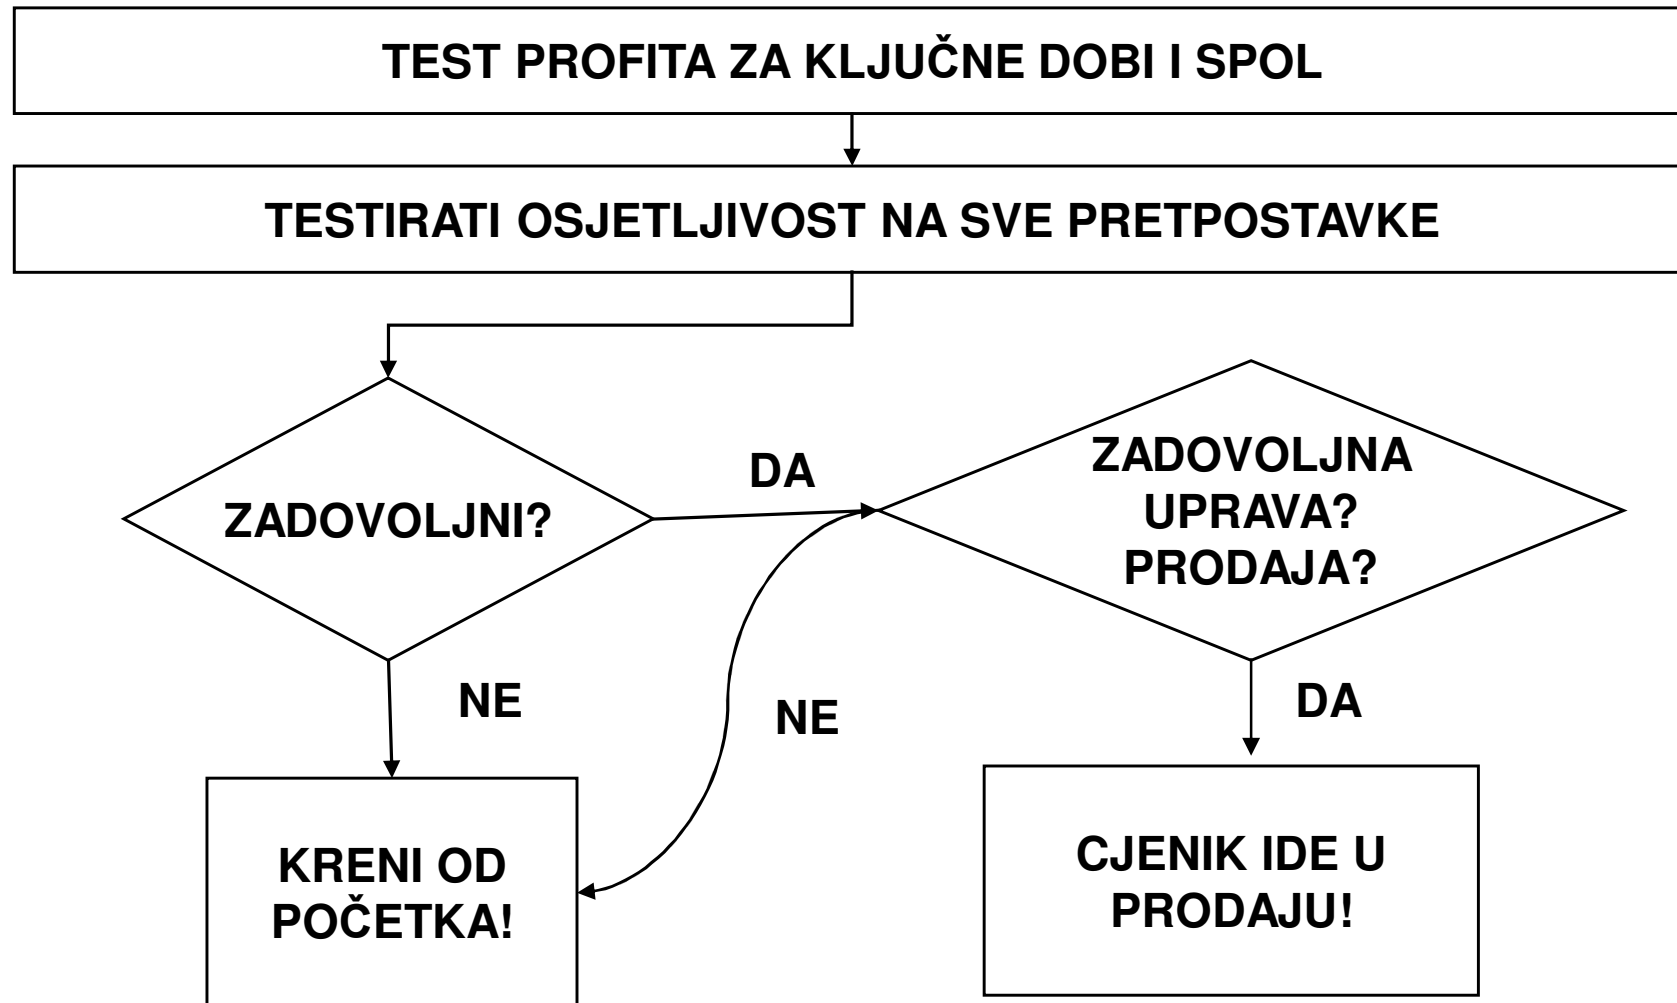 TEST PROFITA ZA KLJUČNE DOBI I SPOL
TESTIRATI OSJETLJIVOST NA SVE PRETPOSTAVKE
ZADOVOLJNI?
DA
ZADOVOLJNA
UPRAVA?
PRODAJA?
NE
NE
DA
KRENI OD
POČETKA!
CJENIK IDE U
PRODAJU!